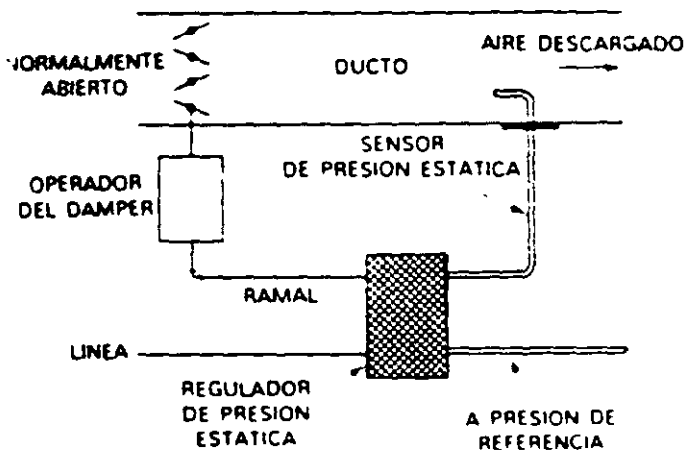 NORMALMENTE
ABIERTO
DUCTO
AIRE DESCARGADO
SENSOR
DE PRESION ESTATICA
OPERADOR
DEL DAMPER
RAMAL
LINEA
REGULADOR
DE PRESION
ESTATICA
A PRESION DE
REFERENCIA